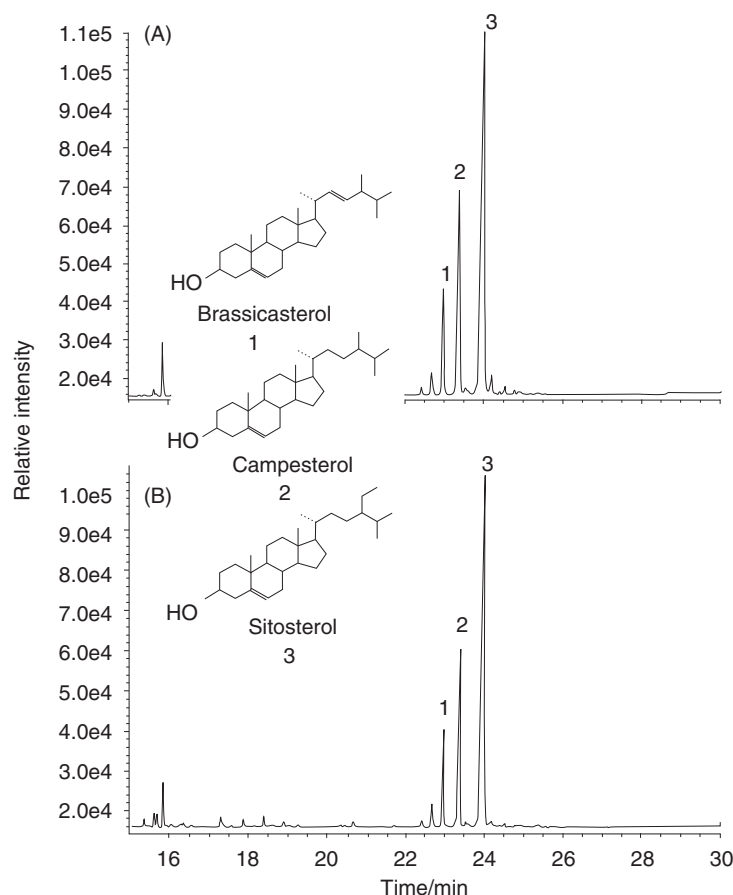 Relative intensity
(A)
1.1e5
1.0e5
9.0e4
8.0e4
7.0e4
6.0e4
5.0e4
4.0e4
3.0e4
2.0e4
3
2
1
HO
Brassicasterol
1
HO
Campesterol
2
(B)
1.0e5
9.0e4
8.0e4
7.0e4
6.0e4
5.0e4
4.0e4
3.0e4
2.0e4
3
2
1
HO
Sitosterol
3
16 18 20 22 24 26 28 30
Time/min